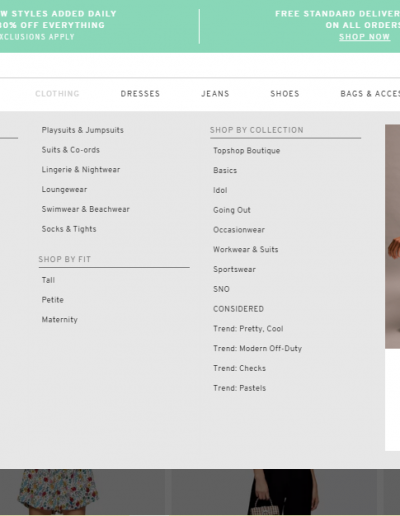 W STYLES ADDED DAILY
0% OFF EVERYTHING
XCLUSIONS APPLY
FREE STANDARD DELIVER
ON ALL ORDERS
SHOP NOW
CLOTHING
DRESSES
JEANS
SHOES
BAGS & ACCES
Playsuits & Jumpsuits
Suits & Co-ords
Lingerie & Nightwear
Loungewear
Swimwear & Beachwear
Socks & Tights
SHOP BY FIT
Tall
Petite
Maternity
SHOP BY COLLECTION
Topshop Boutique
Basics
Idol
Going Out
Occasionwear
Workwear & Suits
Sportswear
SNO
CONSIDERED
Trend: Pretty, Cool
Trend: Modern Off-Duty
Trend: Checks
Trend: Pastels